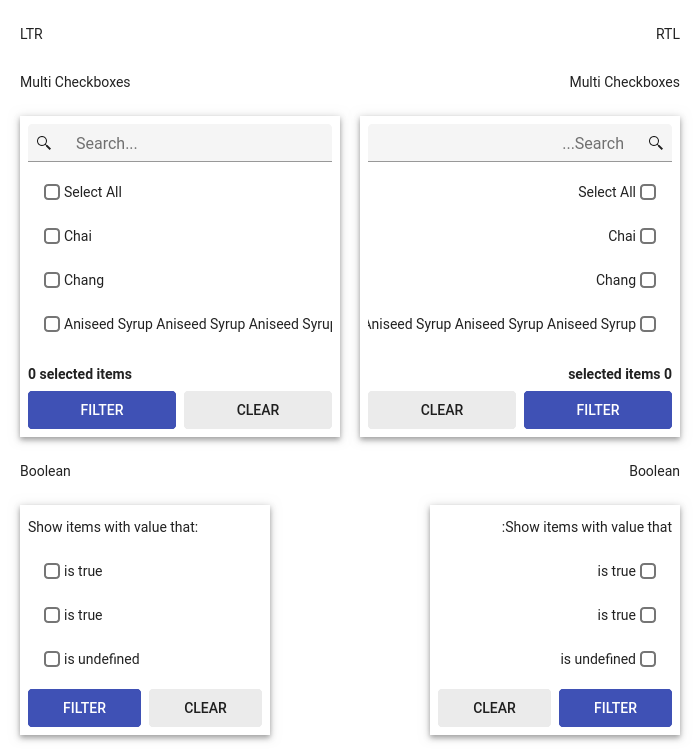 LTR
RTL
Multi Checkboxes
Multi Checkboxes
Search...
...Search
Select All
Select All
Chai
Chai
Chang
Chang
Aniseed Syrup Aniseed Syrup Aniseed Syrup
Aniseed Syrup Aniseed Syrup Aniseed Syrup
0 selected items
selected items 0
FILTER
CLEAR
CLEAR
FILTER
Boolean
Boolean
Show items with value that:
:Show items with value that
is true
is true
is true
is true
is undefined
is undefined
FILTER
CLEAR
CLEAR
FILTER